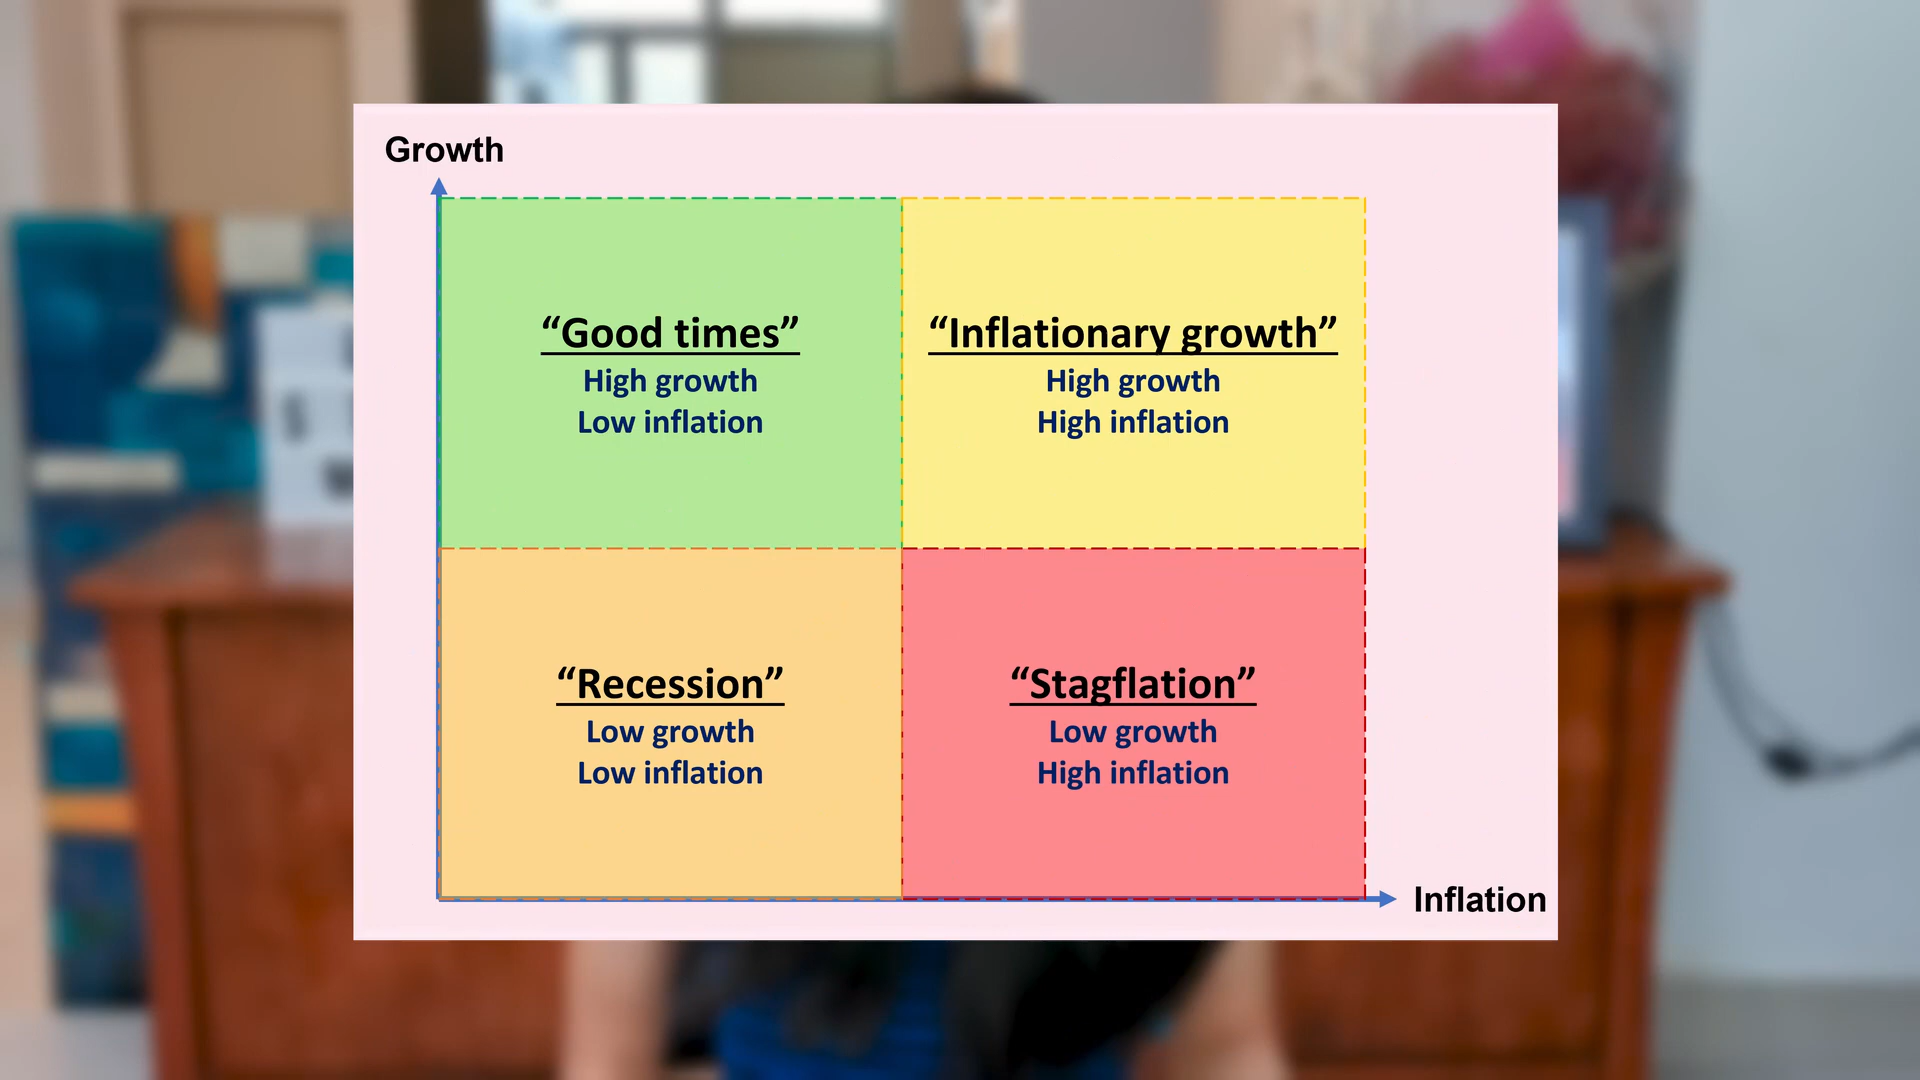 Growth
“Good times”
High growth
Low inflation
“Inflationary growth”
High growth
High inflation
“Recession”
Low growth
Low inflation
“Stagflation”
Low growth
High inflation
Inflation